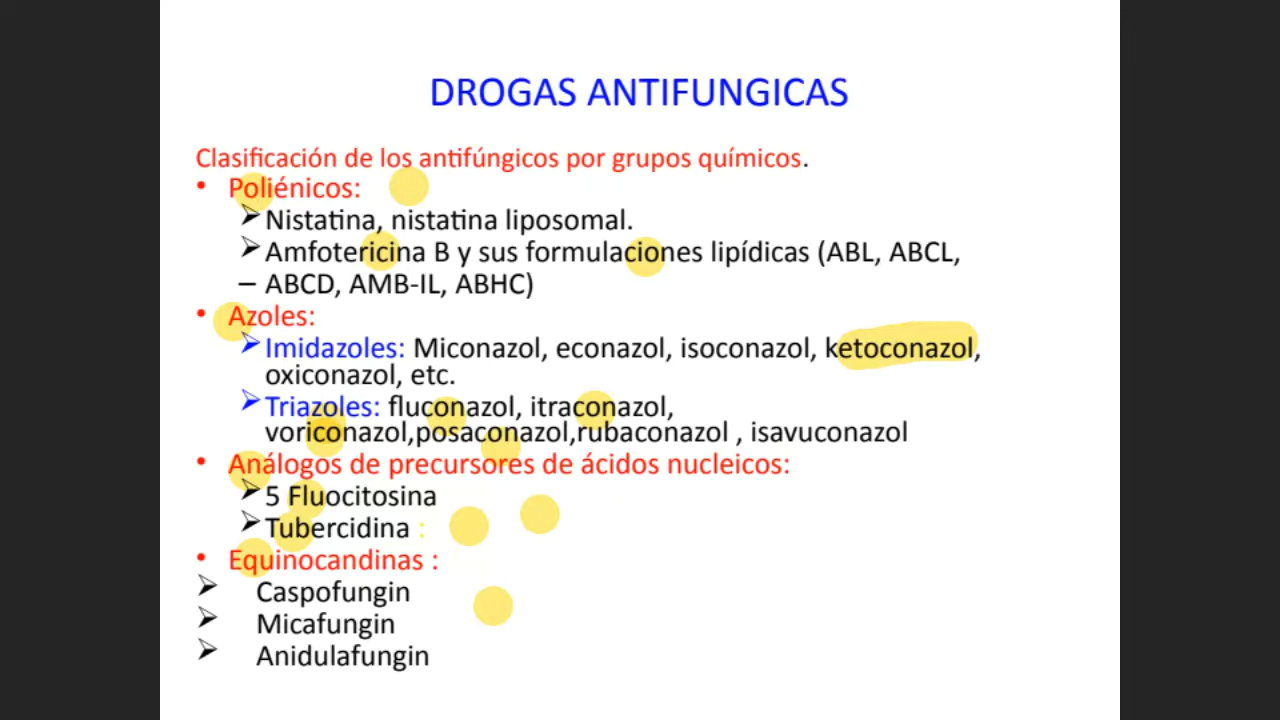 DROGAS ANTIFUNGICAS
Clasificación de los antifúngicos por grupos químicos.
• Poliénicos:
➢Nistatina, nistatina liposomal.
➢Amfotericina B y sus formulaciones lipídicas (ABL, ABCL,
– ABCD, AMB-IL, ABHC)
• Azoles:
➢Imidazoles: Miconazol, econazol, isoconazol, ketoconazol,
oxiconazol, etc.
➢Triazoles: fluconazol, itraconazol,
voriconazol,posaconazol,rubaconazol , isavuconazol
• Análogos de precursores de ácidos nucleicos:
➢5 Fluocitosina
➢Tubercidina :
• Equinocandinas :
➢ Caspofungin
➢ Micafungin
➢ Anidulafungin